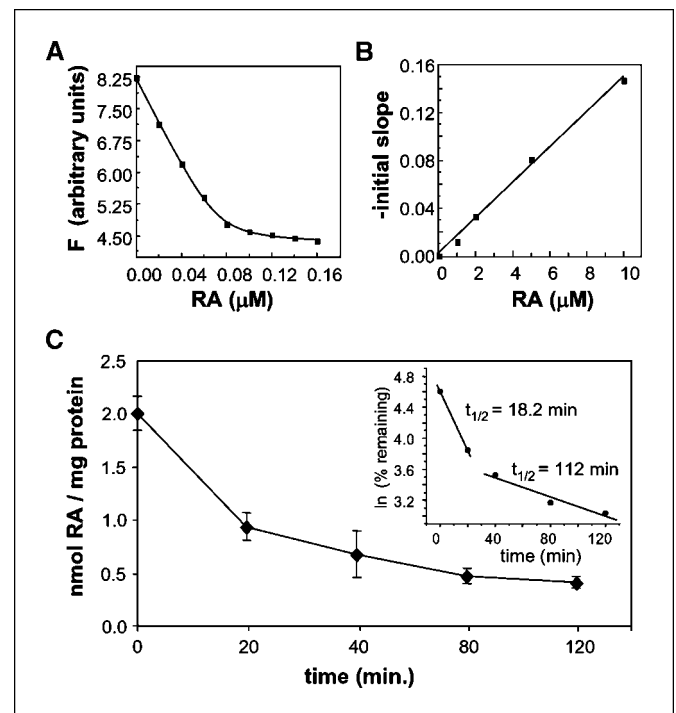 A
F (arbitrary units)
8.25
7.50
6.75
6.00
5.25
4.50
0.00 0.04 0.08 0.12 0.16
RA (μM)
B
-initial slope
0.16
0.12
0.08
0.04
0.00
0 2 4 6 8 10
RA (μM)
C
nmol RA / mg protein
2.5
2.0
1.5
1.0
0.5
0.0
0 20 40 80 120
time (min.)
ln (% remaining)
4.8
4.4
4.0
3.6
3.2
t1/2 = 18.2 min
t1/2 = 112 min
0 40 80 120
time (min)